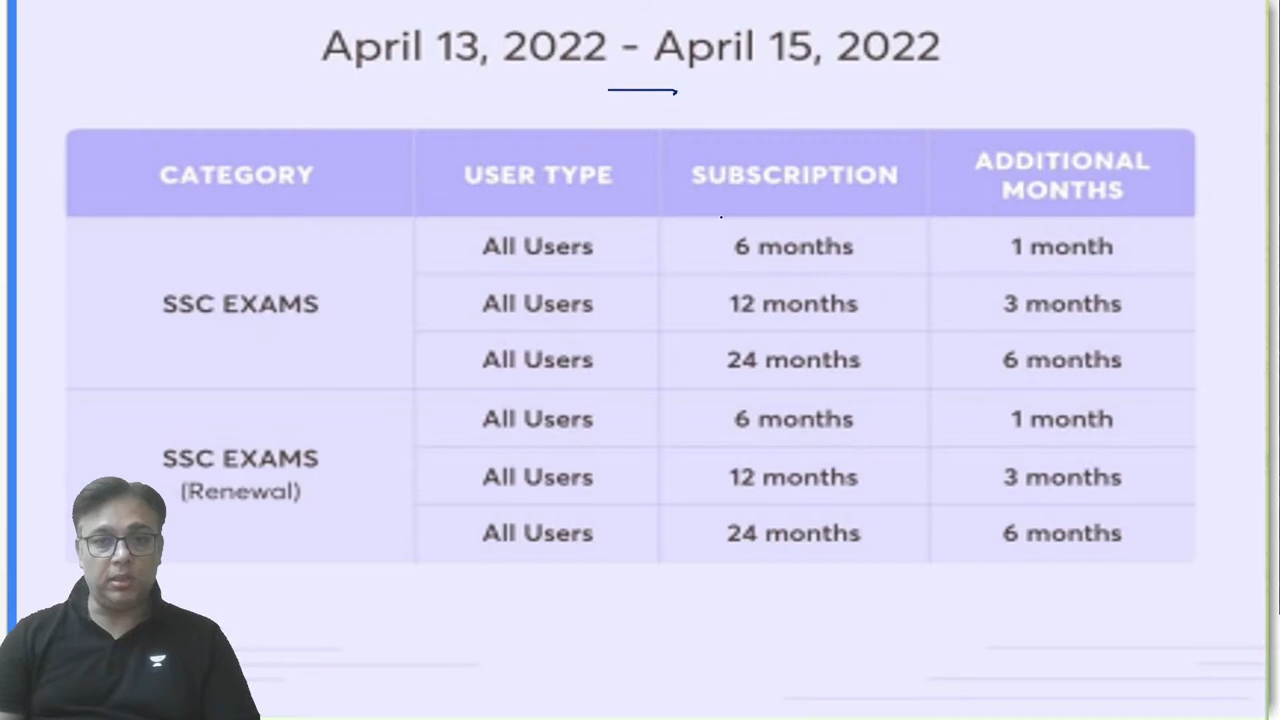 April 13, 2022 - April 15, 2022
CATEGORY USER TYPE SUBSCRIPTION ADDITIONAL MONTHS
SSC EXAMS
All Users 6 months 1 month
All Users 12 months 3 months
All Users 24 months 6 months
SSC EXAMS
(Renewal)
All Users 6 months 1 month
All Users 12 months 3 months
All Users 24 months 6 months